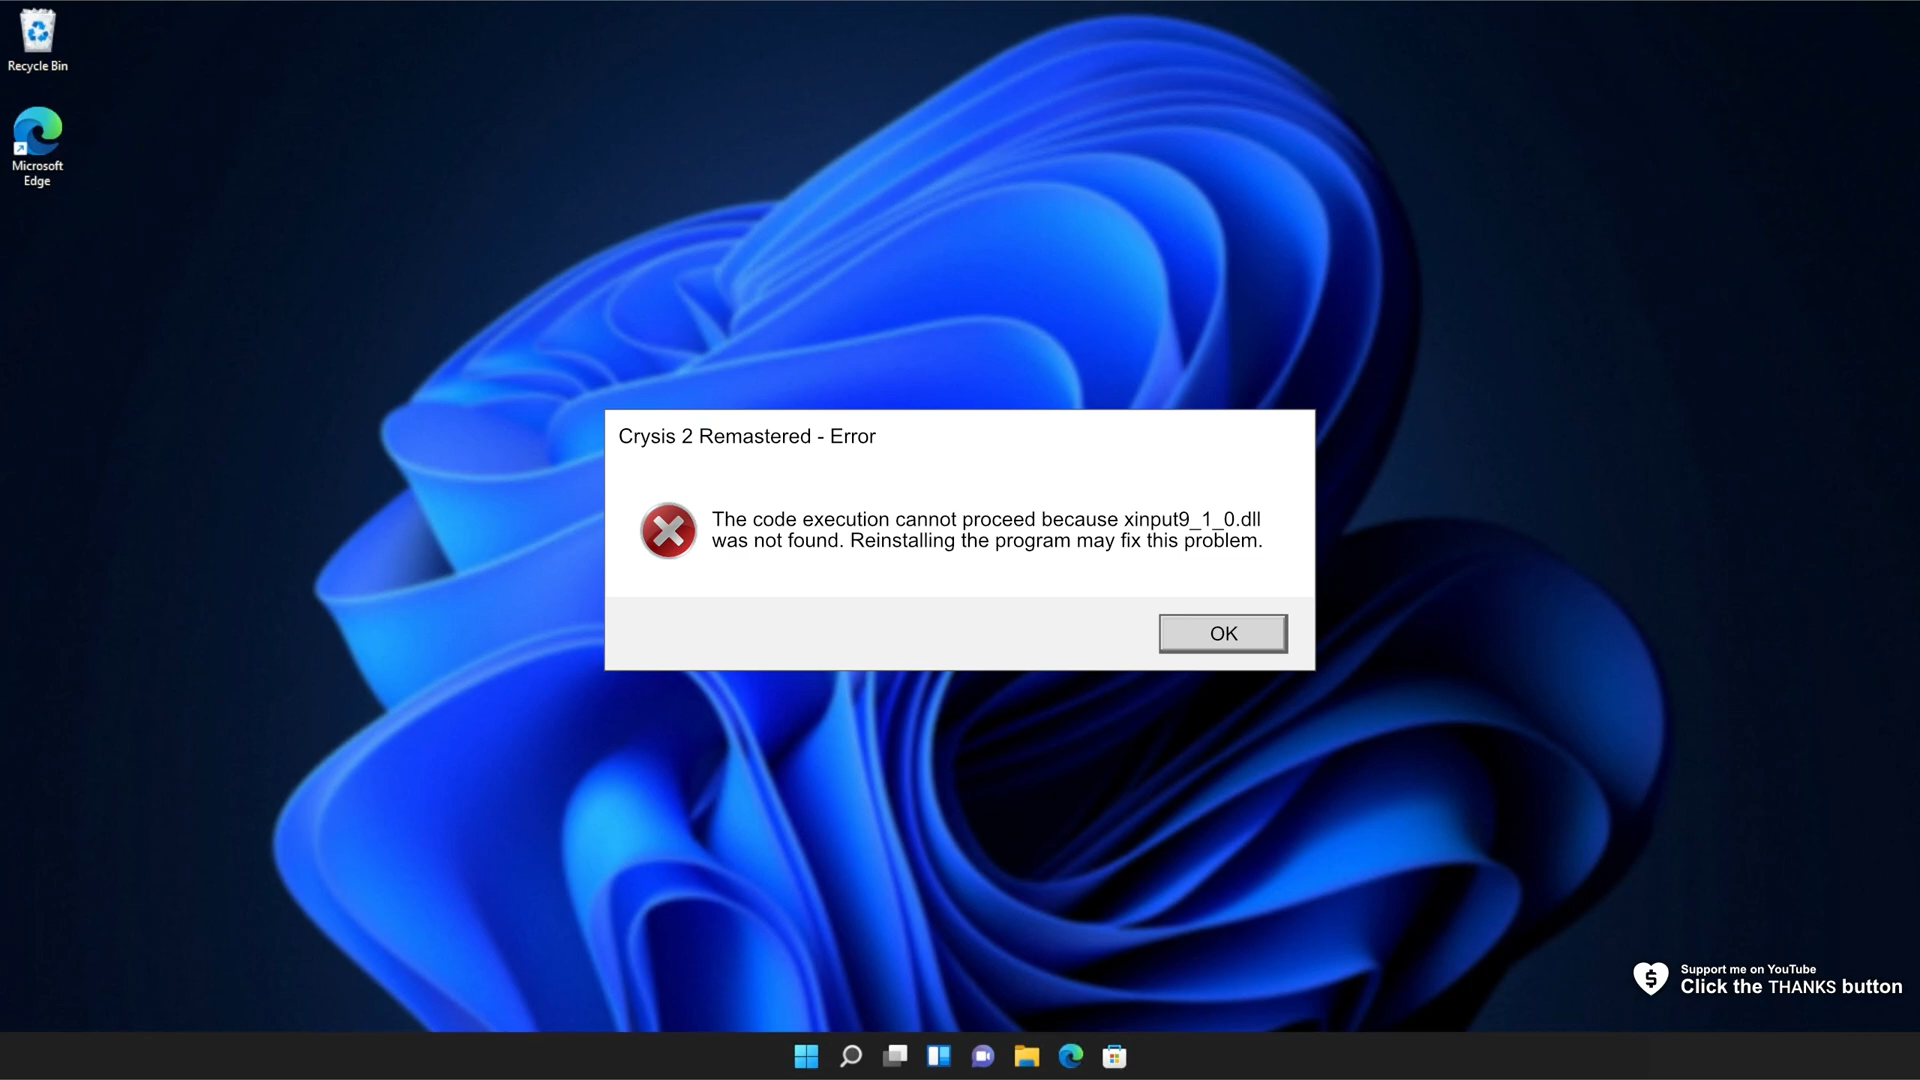 Recycle Bin
Microsoft
Edge
Crysis 2 Remastered - Error
The code execution cannot proceed because xinput9_1_0.dll
was not found. Reinstalling the program may fix this problem.
OK
Support me on YouTube
Click the THANKS button